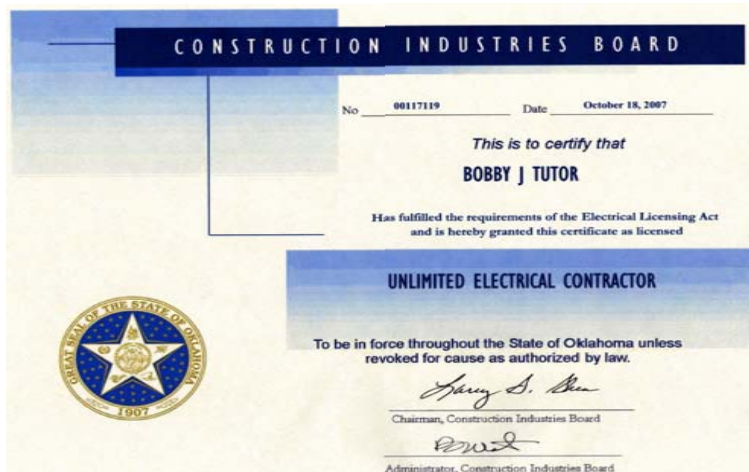 CONSTRUCTION INDUSTRIES BOARD
No 00117119 Date October 18, 2007
This is to certify that
BOBBY J TUTOR
Has fulfilled the requirements of the Electrical Licensing Act
and is hereby granted this certificate as licensed
UNLIMITED ELECTRICAL CONTRACTOR
To be in force throughout the State of Oklahoma unless
revoked for cause as authorized by law.
GREAT SEAL OF THE STATE OF OKLAHOMA
1907
Chairman, Construction Industries Board
Administrator, Construction Industries Board